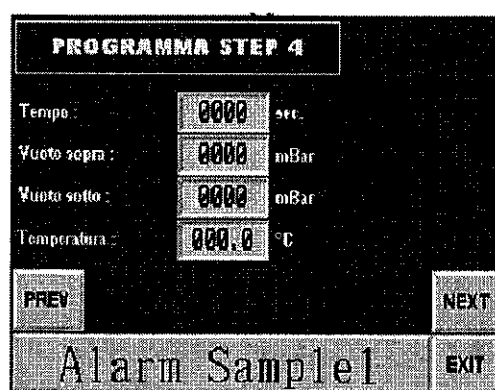 PROGRAMMA STEP 4
Tempo : 0000 sec.
Vuoto sopra : 0000 mBar
Vuoto sotto : 0000 mBar
Temperatura : 000.0 °C
PREV NEXT
Alarm Sample1 EXIT